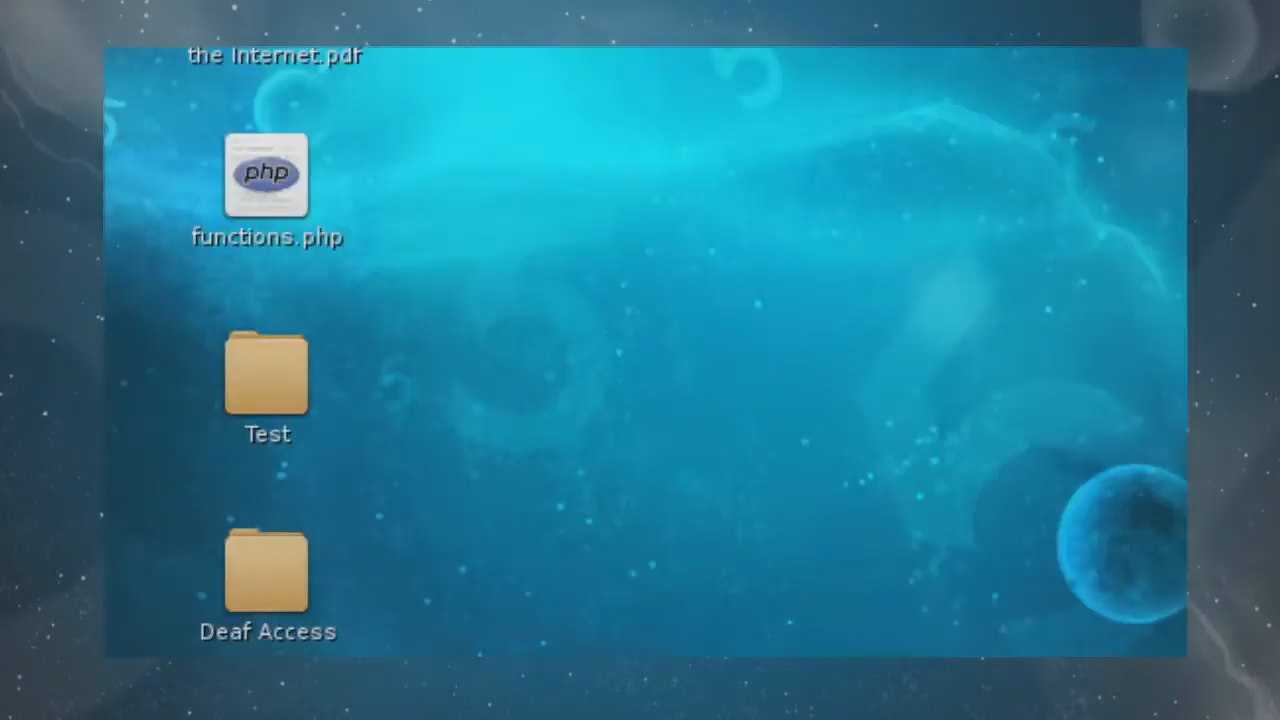 the Internet.pdf
php
functions.php
Test
Deaf Access